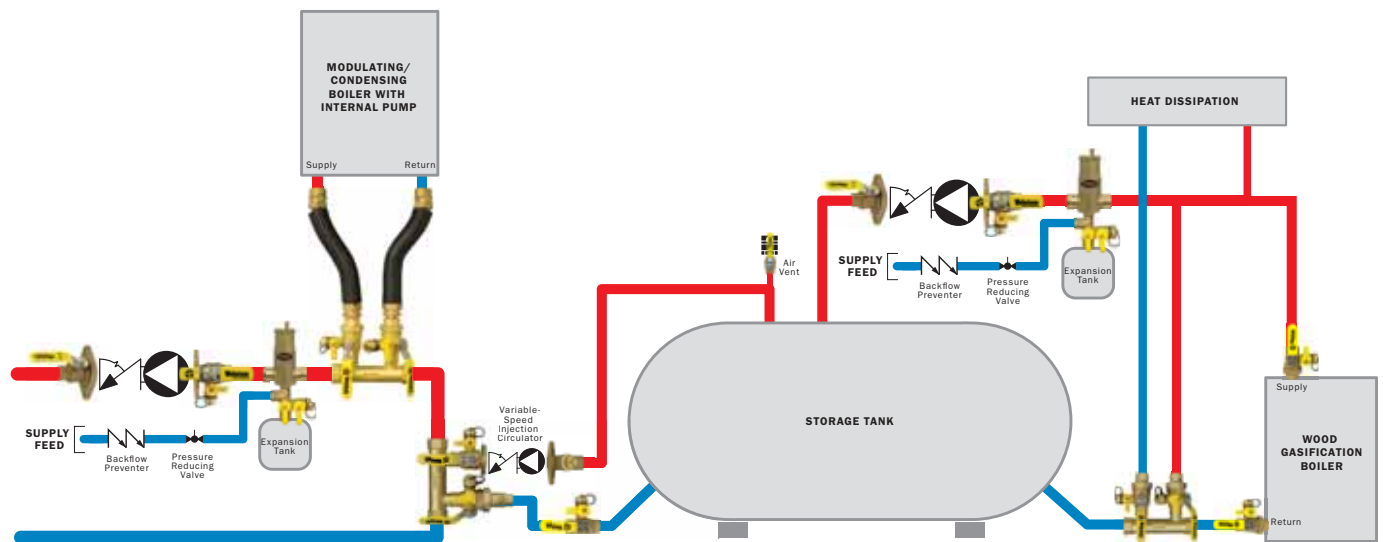 MODULATING/
CONDENSING
BOILER WITH
INTERNAL PUMP
Supply
Return
HEAT DISSIPATION
SUPPLY
FEED
Backflow
Preventer
Pressure
Reducing
Valve
Expansion
Tank
Air
Vent
Supply
WOOD
GASIFICATION
BOILER
Return
STORAGE TANK
Variable-
Speed
Injection
Circulator
SUPPLY
FEED
Backflow
Preventer
Pressure
Reducing
Valve
Expansion
Tank